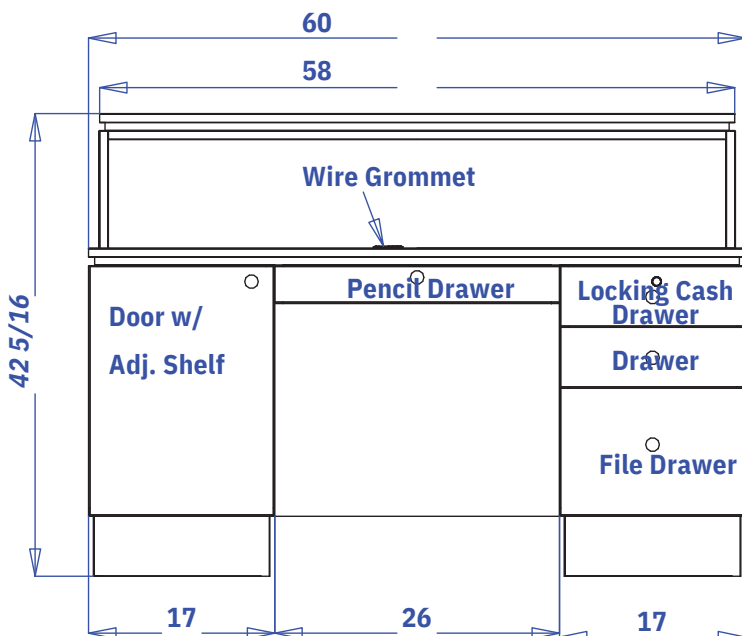 60
58
Wire Grommet
Pencil Drawer
Locking Cash
Drawer
Door w/
Adj. Shelf
42 5/16
Drawer
File Drawer
17
26
17